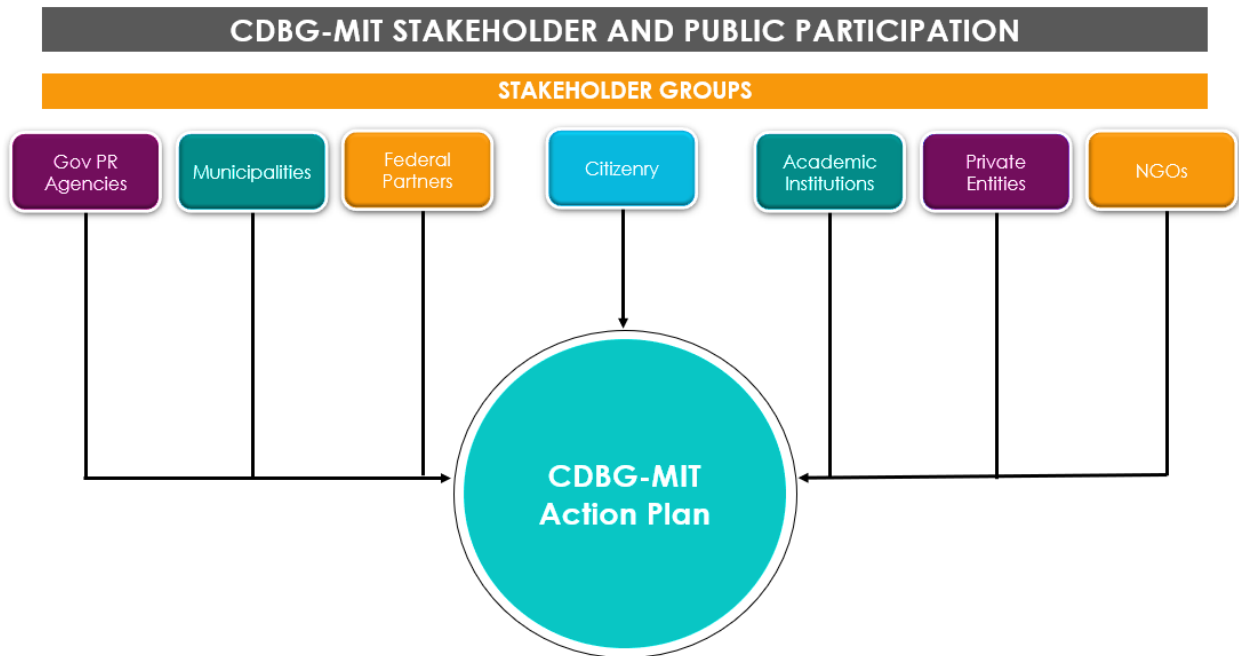 CDBG-MIT STAKEHOLDER AND PUBLIC PARTICIPATION
STAKEHOLDER GROUPS
Gov PR
Agencies
Municipalities
Federal
Partners
Citizenry
Academic
Institutions
Private
Entities
NGOs
CDBG-MIT
Action Plan